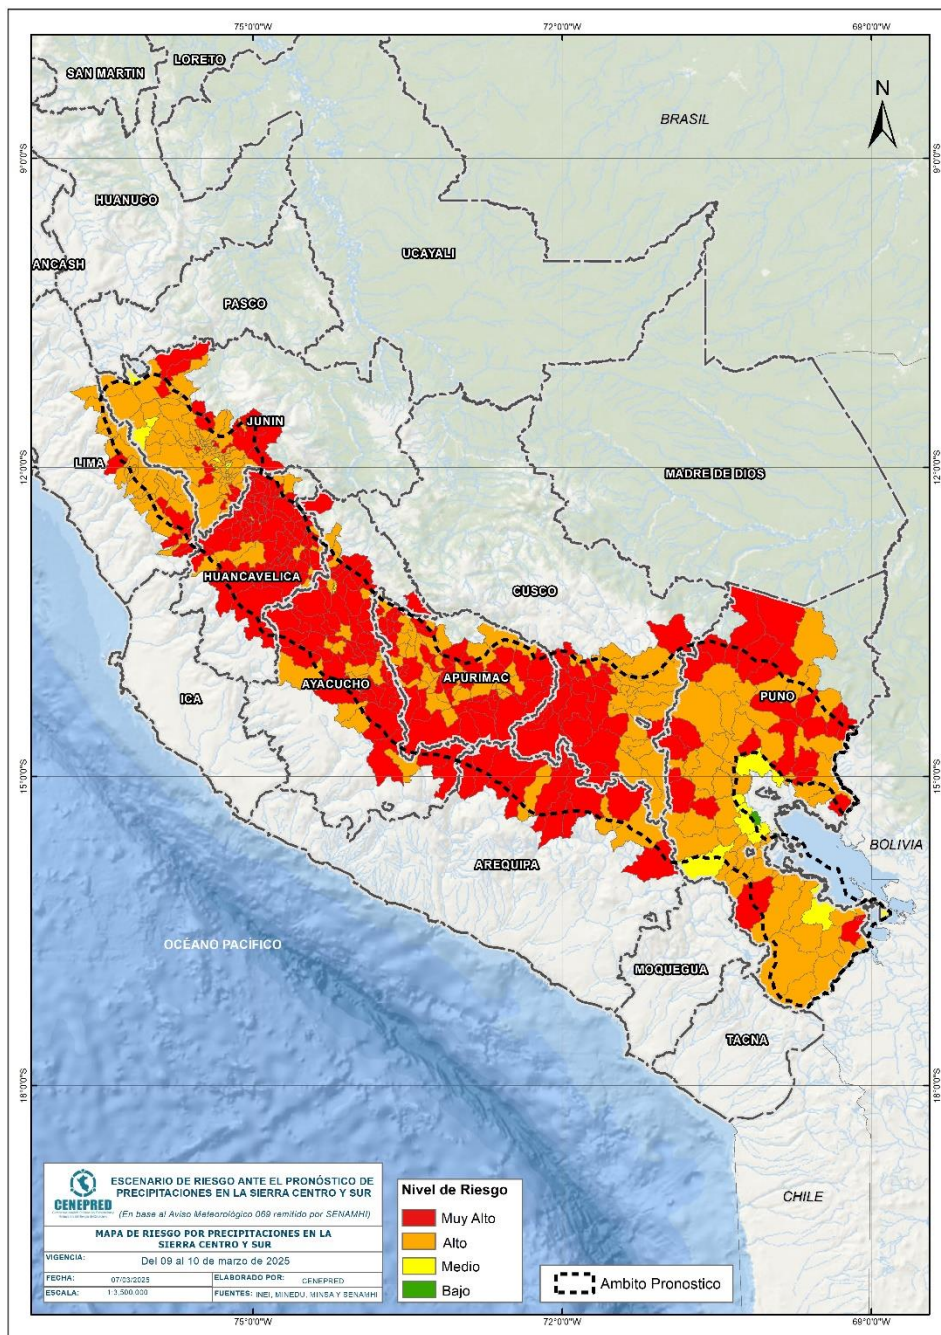 75°0'0"W
72°0'0"W
69°0'0"W
LORETO
SAN MARTIN
N
BRASIL
9°0'0"S
9°0'0"S
HUANUCO
UCAYALI
ANCASH
PASCO
JUNIN
LIMA
12°0'0"S
12°0'0"S
MADRE DE DIOS
HUANCAVELICA
CUSCO
AYACUCHO
APURIMAC
PUNO
ICA
15°0'0"S
15°0'0"S
AREQUIPA
BOLIVIA
OCÉANO PACÍFICO
MOQUEGUA
TACNA
18°0'0"S
18°0'0"S
CHILE
CENEPRED
ESCENARIO DE RIESGO ANTE EL PRONÓSTICO DE
PRECIPITACIONES EN LA SIERRA CENTRO Y SUR
(En base al Aviso Meteorológico 069 remitido por SENAMHI)
MAPA DE RIESGO POR PRECIPITACIONES EN LA
SIERRA CENTRO Y SUR
VIGENCIA: Del 09 al 10 de marzo de 2025
FECHA: 07/03/2025 ELABORADO POR: CENEPRED
ESCALA: 1:3,500,000 FUENTES: INEI, MINEDU, MINSA Y SENAMHI
Nivel de Riesgo
Muy Alto
Alto
Medio
Bajo
Ambito Pronostico
75°0'0"W
72°0'0"W
69°0'0"W